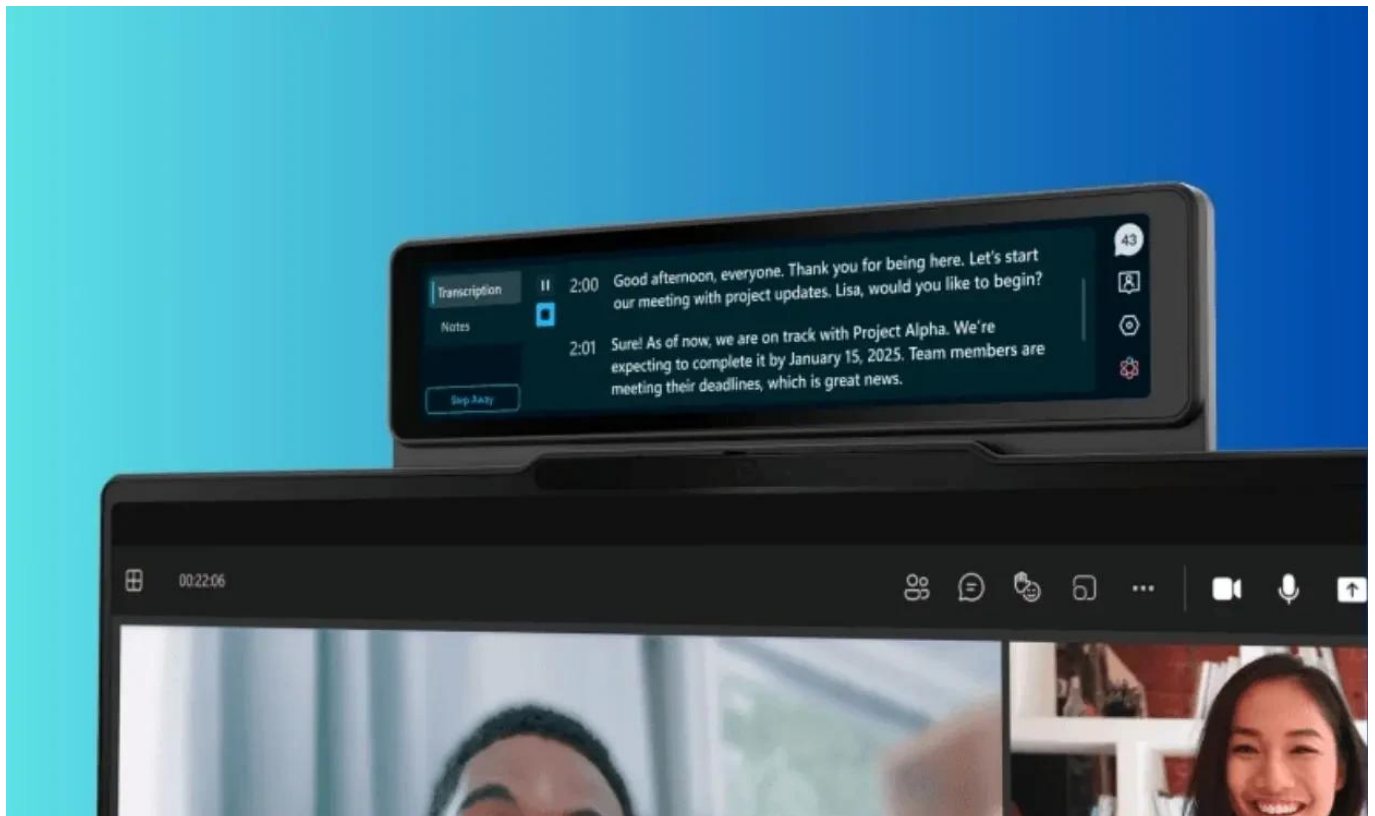 Transcription
Notes
Step Away
2:00
Good afternoon, everyone. Thank you for being here. Let's start
our meeting with project updates. Lisa, would you like to begin?
2:01
Sure! As of now, we are on track with Project Alpha. We're
expecting to complete it by January 15, 2025. Team members are
meeting their deadlines, which is great news.
43
00:22:06